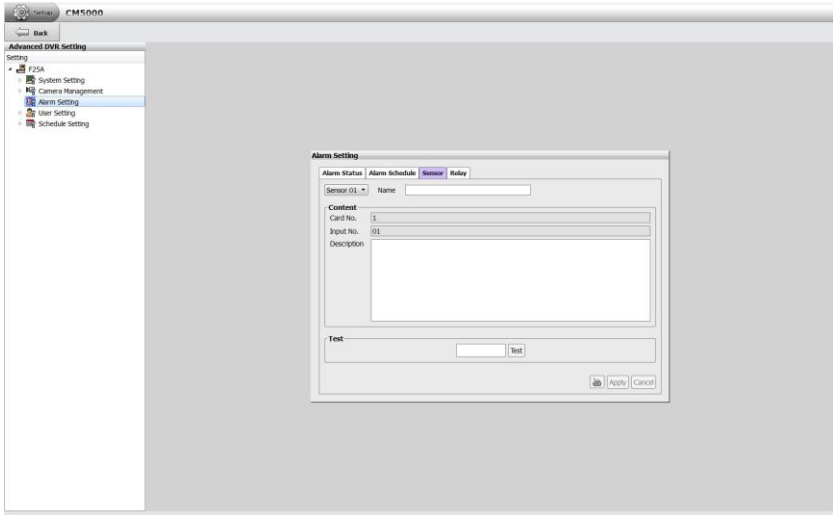 Setup CM5000
Back
Advanced DVR Setting
Setting
F2SA
System Setting
Camera Management
Alarm Setting
User Setting
Schedule Setting
Alarm Setting
Alarm Status Alarm Schedule Sensor Relay
Sensor 01 Name
Content
Card No. 1
Input No. 01
Description
Test
Test
Apply Cancel